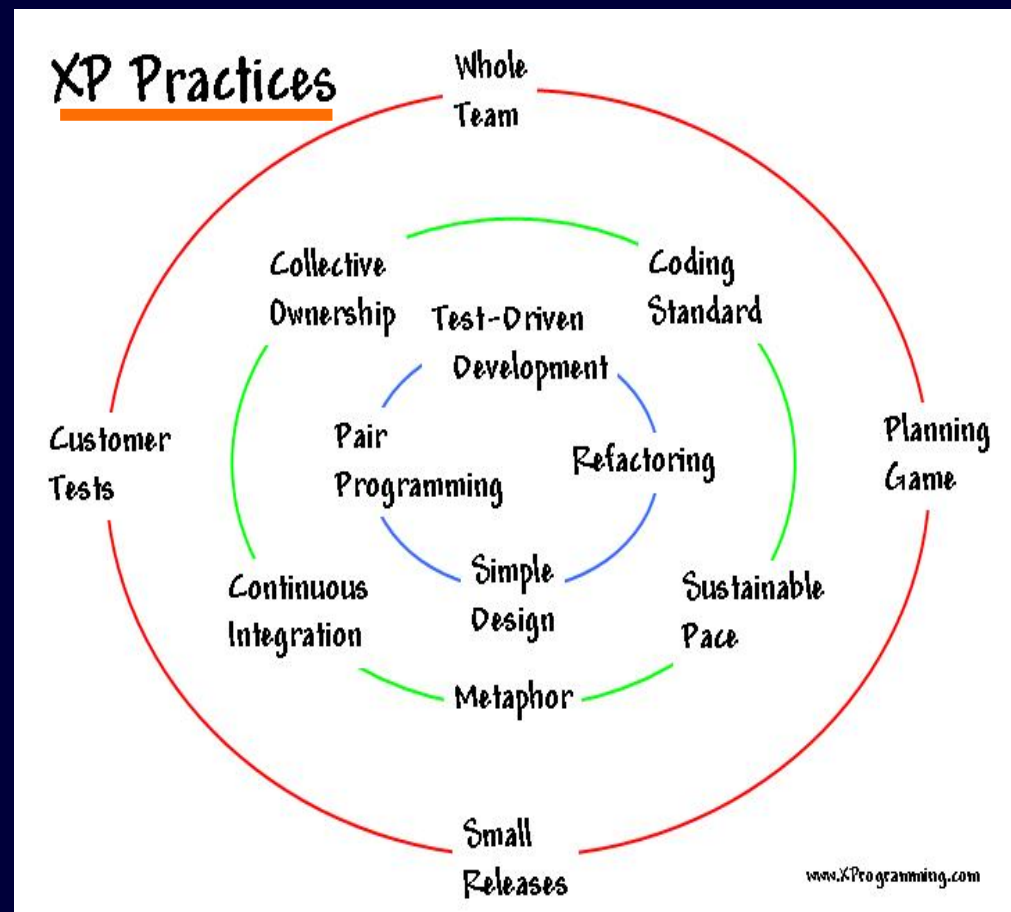 XP Practices
Whole
Team
Collective
Ownership
Coding
Standard
Test-Driven
Development
Customer
Tests
Pair
Programming
Refactoring
Planning
Game
Continuous
Integration
Simple
Design
Sustainable
Pace
Metaphor
Small
Releases
www.XProgramming.com